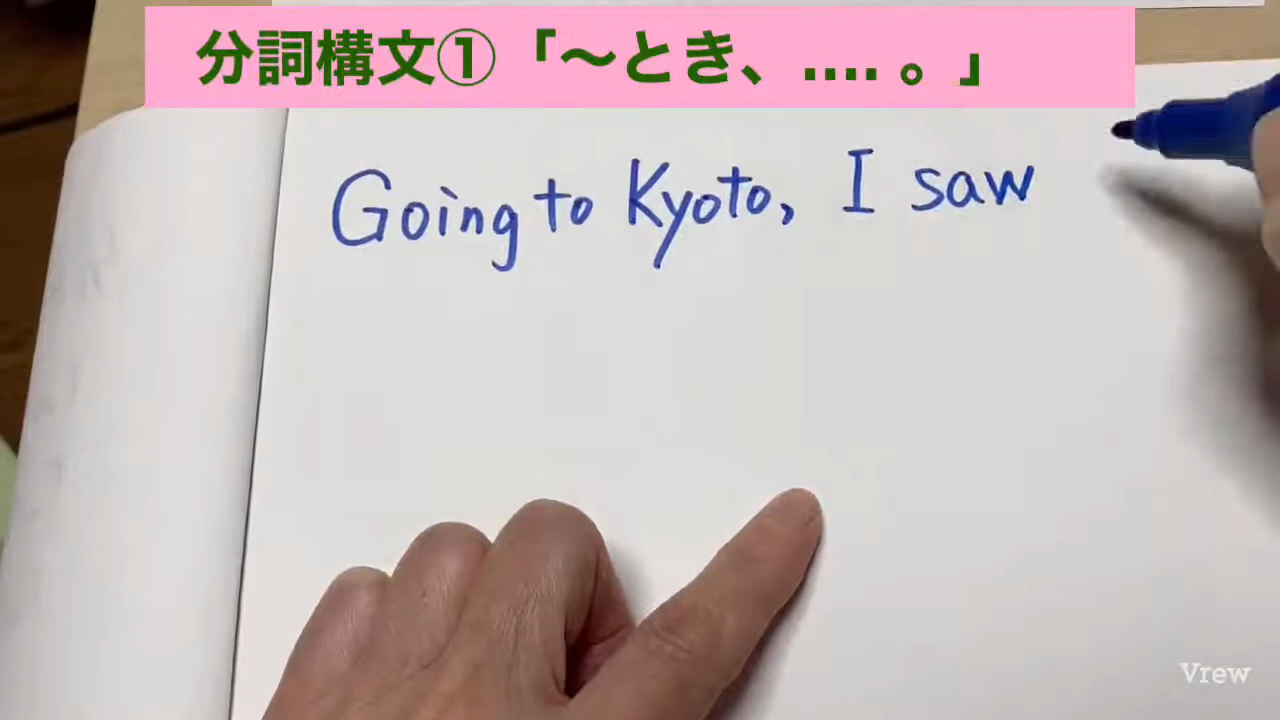 分詞構文①「〜とき、.... 。」
Going to Kyoto, I saw
Vrew